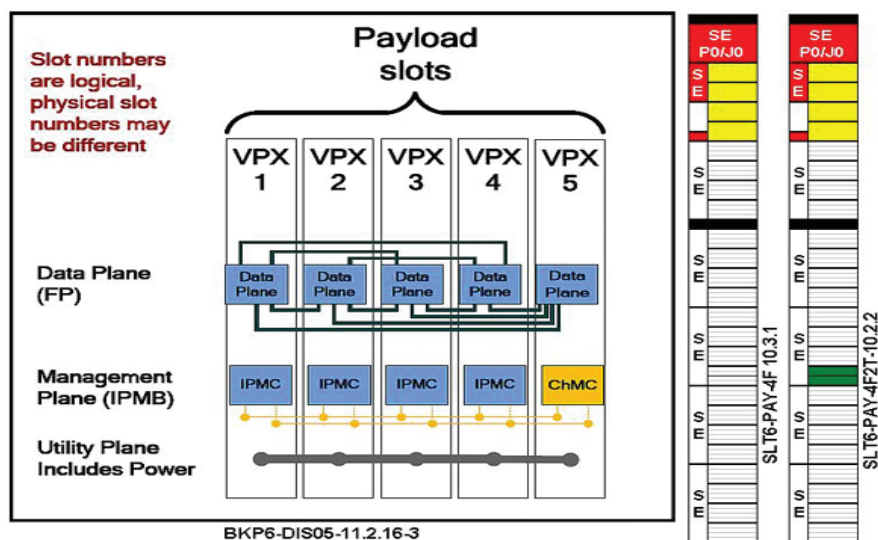 Slot numbers
are logical,
physical slot
numbers may
be different
Payload
slots
VPX
1
VPX
2
VPX
3
VPX
4
VPX
5
Data Plane
(FP)
Data
Plane
Data
Plane
Data
Plane
Data
Plane
Data
Plane
Management
Plane (IPMB)
IPMC
IPMC
IPMC
IPMC
ChMC
Utility Plane
Includes Power
BKP6-DIS05-11.2.16-3
SE
P0/J0
S
E
S
E
S
E
S
E
S
E
S
E
SLT6-PAY-4F 10.3.1
SE
P0/J0
S
E
S
E
S
E
S
E
S
E
S
E
SLT6-PAY-4F2T-10.2.2